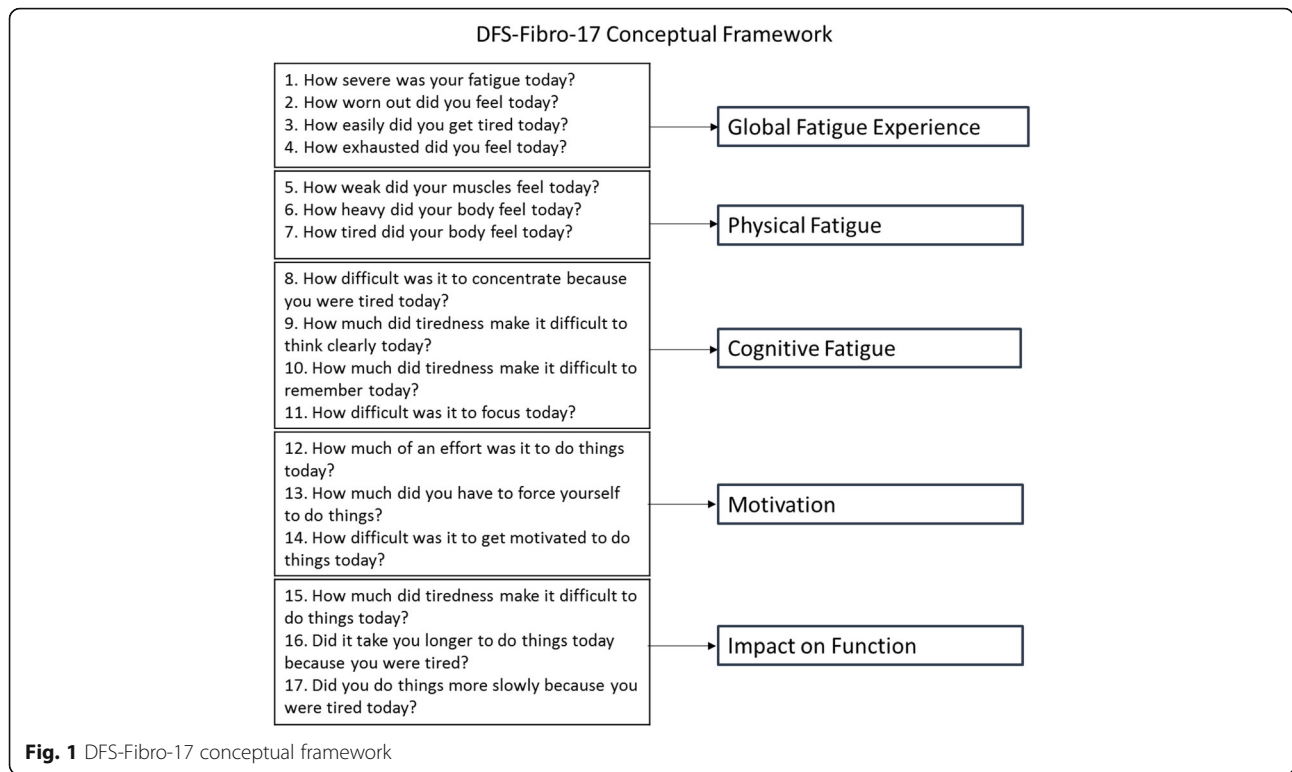 DFS-Fibro-17 Conceptual Framework
1. How severe was your fatigue today?
2. How worn out did you feel today?
3. How easily did you get tired today?
4. How exhausted did you feel today?
Global Fatigue Experience
5. How weak did your muscles feel today?
6. How heavy did your body feel today?
7. How tired did your body feel today?
Physical Fatigue
8. How difficult was it to concentrate because
you were tired today?
9. How much did tiredness make it difficult to
think clearly today?
10. How much did tiredness make it difficult to
remember today?
11. How difficult was it to focus today?
Cognitive Fatigue
12. How much of an effort was it to do things
today?
13. How much did you have to force yourself
to do things?
14. How difficult was it to get motivated to do
things today?
Motivation
15. How much did tiredness make it difficult to
do things today?
16. Did it take you longer to do things today
because you were tired?
17. Did you do things more slowly because you
were tired today?
Impact on Function
Fig. 1 DFS-Fibro-17 conceptual framework